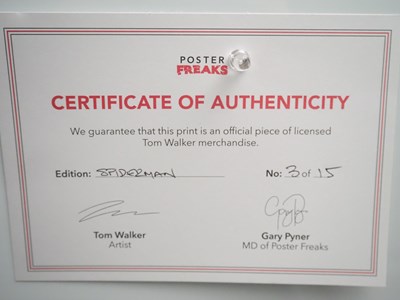 POSTER
FREAKS
CERTIFICATE OF AUTHENTICITY
We guarantee that this print is an official piece of licensed
Tom Walker merchandise.
Edition: SPIDERMAN No: 3 of 15
Tom Walker Gary Pyner
Artist MD of Poster Freaks